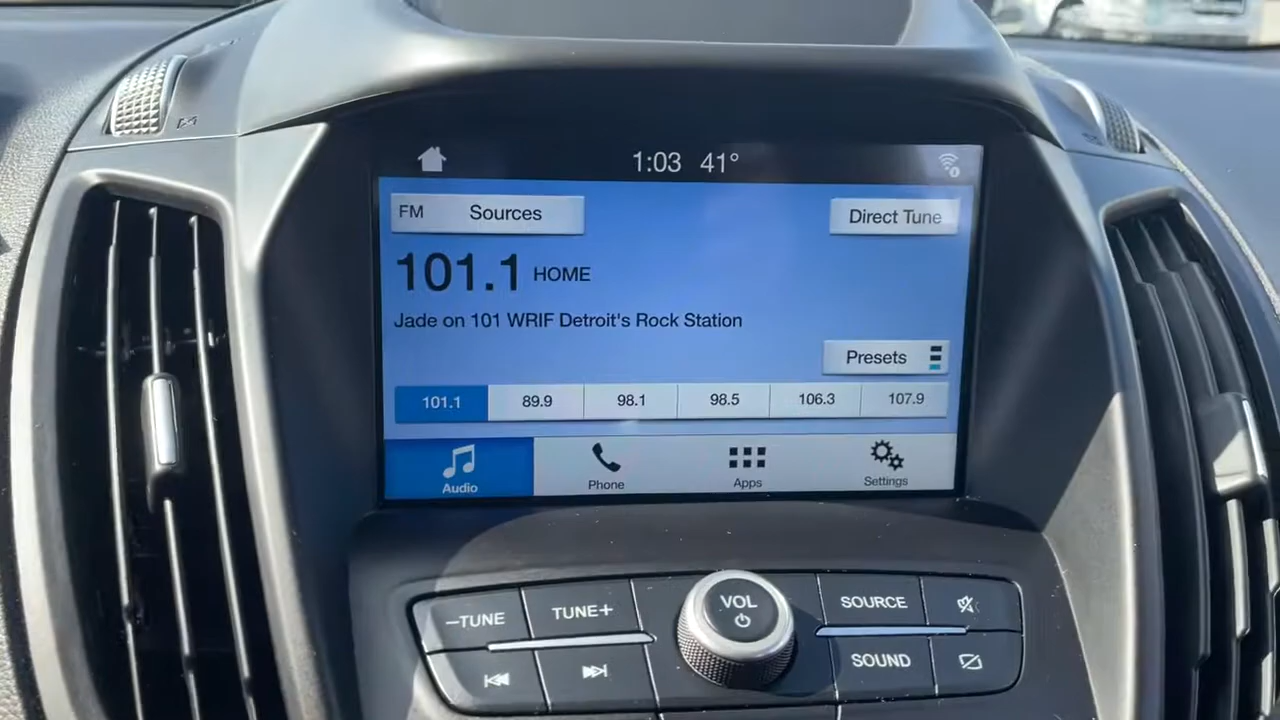 1:03 41°
FM Sources
Direct Tune
101.1 HOME
Jade on 101 WRIF Detroit's Rock Station
Presets
101.1 89.9 98.1 98.5 106.3 107.9
Audio Phone Apps Settings
–TUNE TUNE+ VOL SOURCE
SOUND